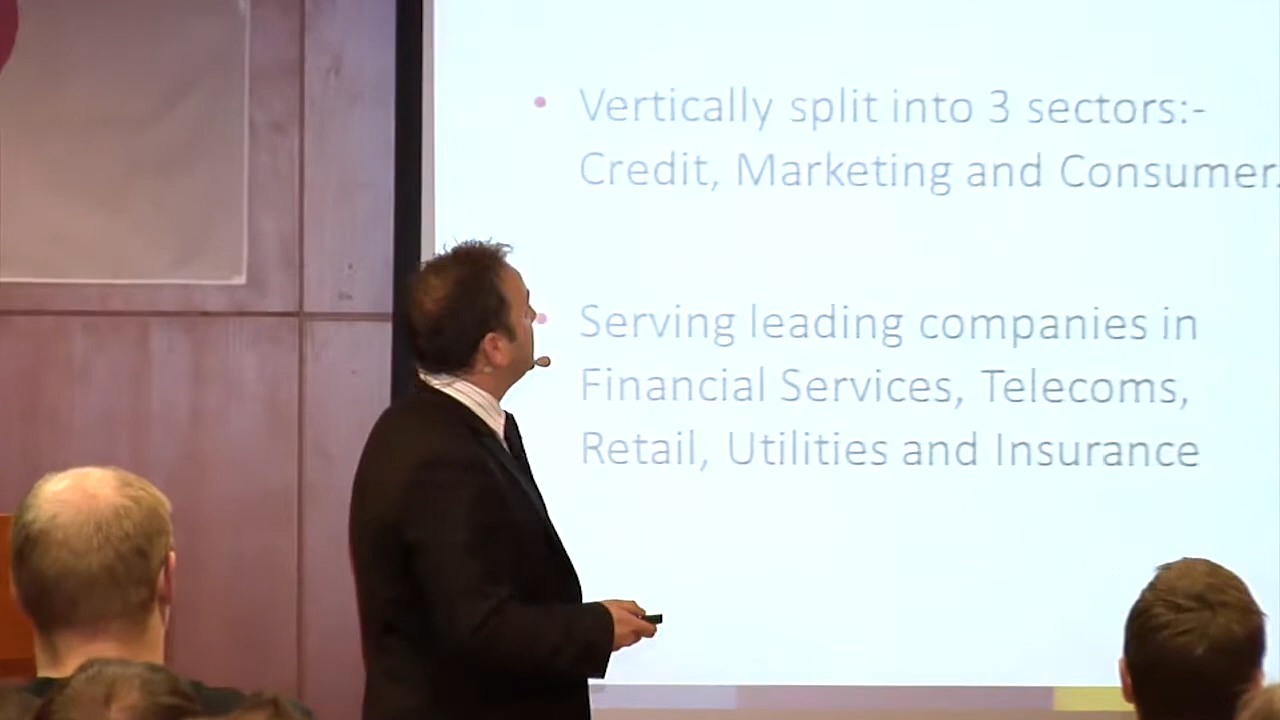 • Vertically split into 3 sectors:-
Credit, Marketing and Consumer.
• Serving leading companies in
Financial Services, Telecoms,
Retail, Utilities and Insurance